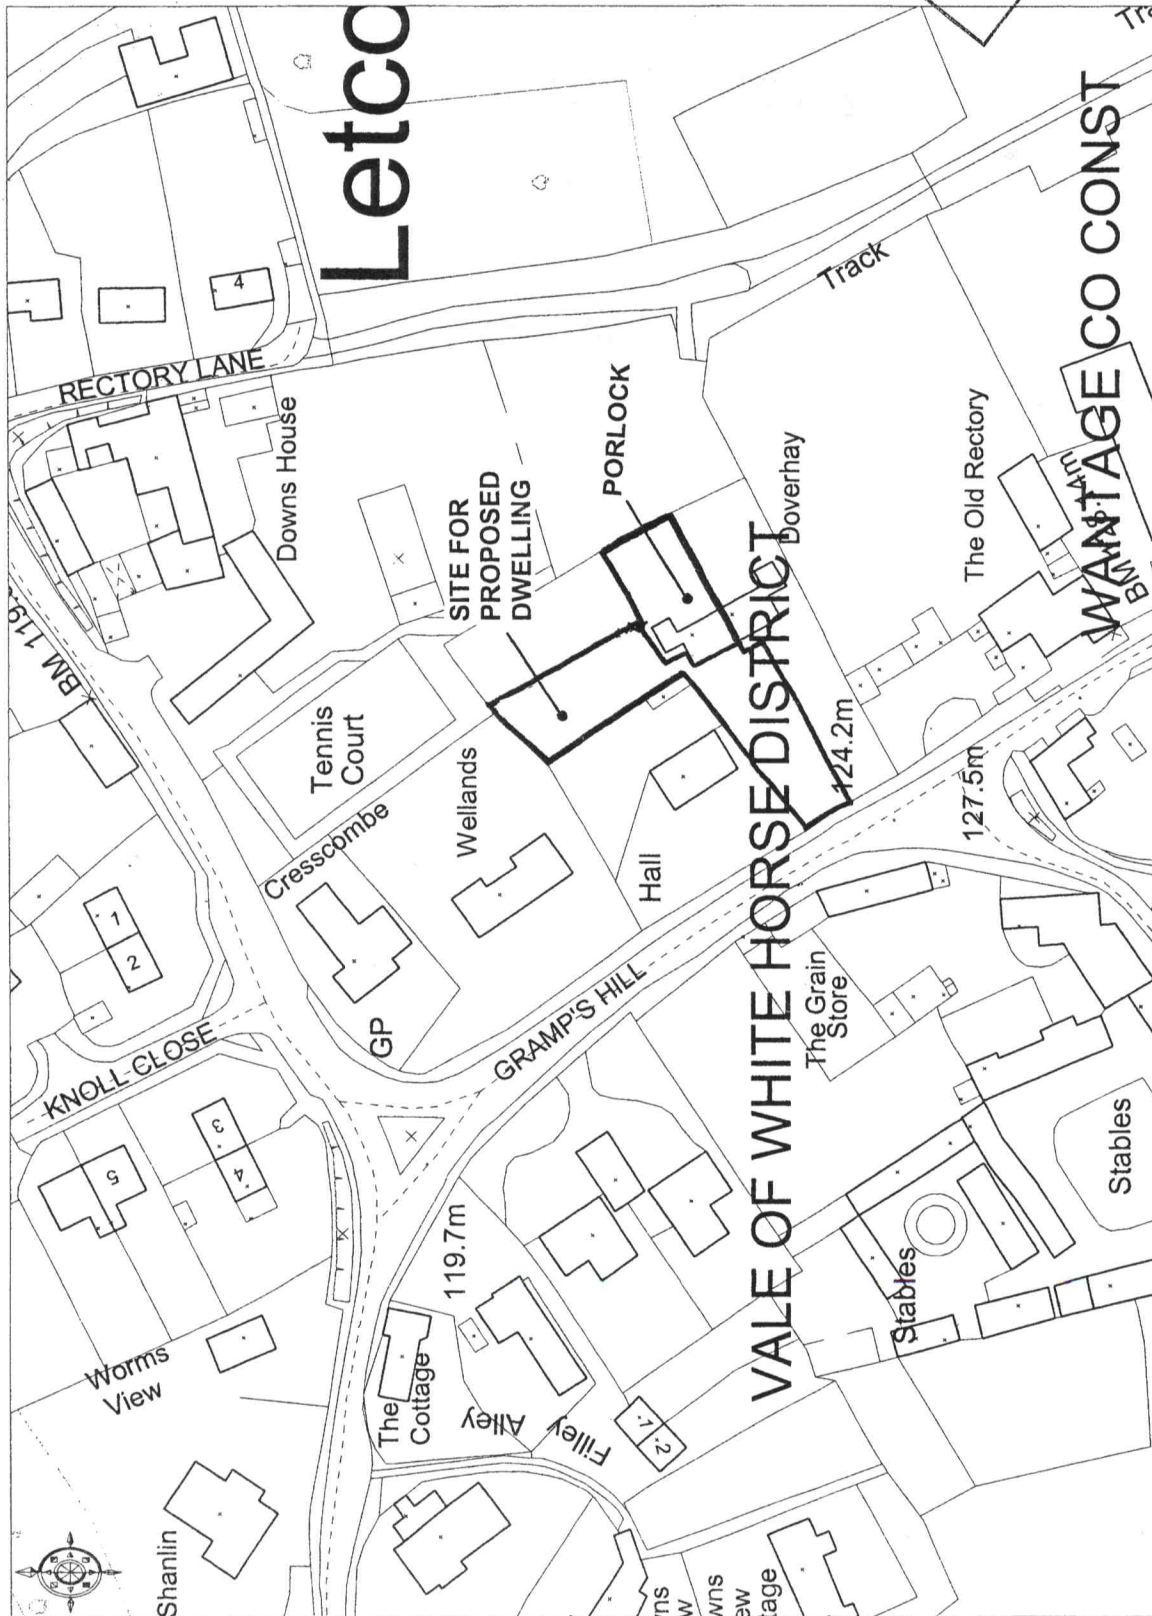 Letco
Track
WANTAGE CO CONST
RECTORY LANE
4
Downs House
SITE FOR
PROPOSED
DWELLING
PORLOCK
Doverhay
The Old Rectory
Tennis
Court
Cresscombe
Wellands
Hall
124.2m
127.5m
VALE OF WHITE HORSE DISTRICT
1
2
KNOLL CLOSE
GP
GRAMP'S HILL
The Grain
Store
3
4
5
119.7m
Stables
Stables
Worms
View
The
Cottage
Filley
Alley
1
2
Shanlin